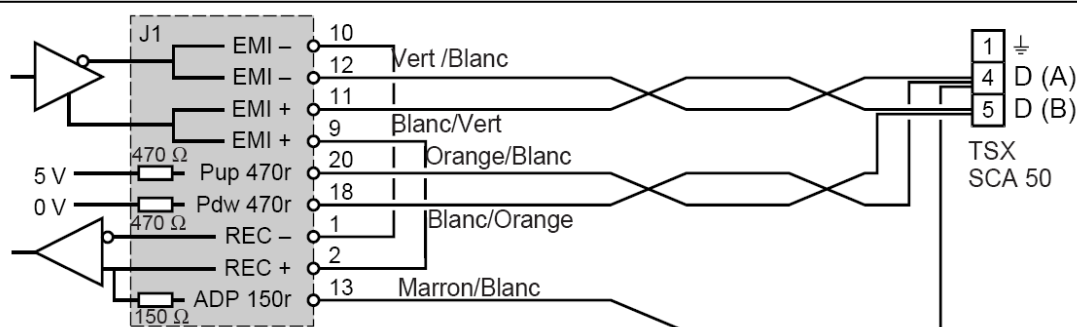 J1
EMI – 10
Vert /Blanc
EMI – 12
EMI + 11
Blanc/Vert
EMI + 9
470 Ω
Orange/Blanc
5 V Pup 470r 20
0 V Pdw 470r 18
470 Ω
Blanc/Orange
REC – 1
REC + 2
ADP 150r 13
Marron/Blanc
150 Ω
1
4 D (A)
5 D (B)
TSX
SCA 50